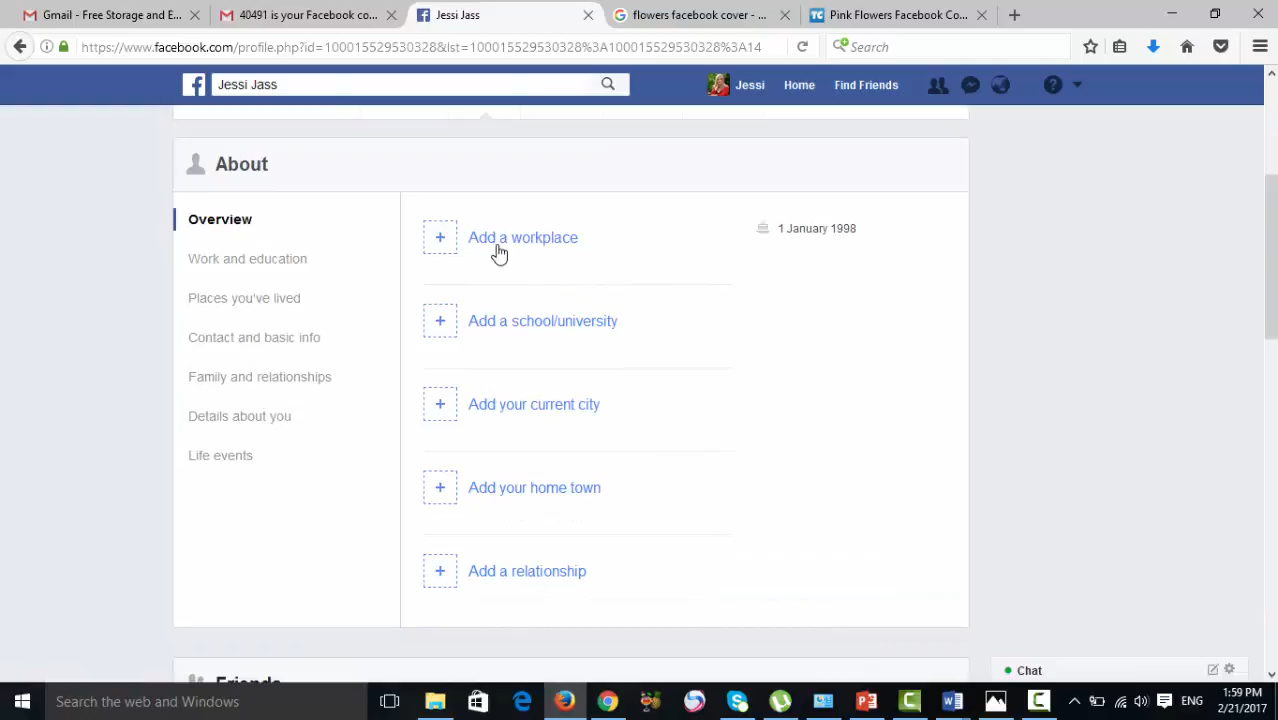 Gmail - Free Storage and E...
40491 is your Facebook co...
Jessi Jass
flowers facebook cover - ...
TC Pink Flowers Facebook Co...
https://www.facebook.com/profile.php?id=100015529530328&lst=100015529530328%3A100015529530328%3A14
Search
Jessi Jass
Jessi
Home
Find Friends
About
Overview
Work and education
Places you've lived
Contact and basic info
Family and relationships
Details about you
Life events
Add a workplace
1 January 1998
Add a school/university
Add your current city
Add your home town
Add a relationship
Friends
Chat
Search the web and Windows
ENG
1:59 PM
2/21/2017